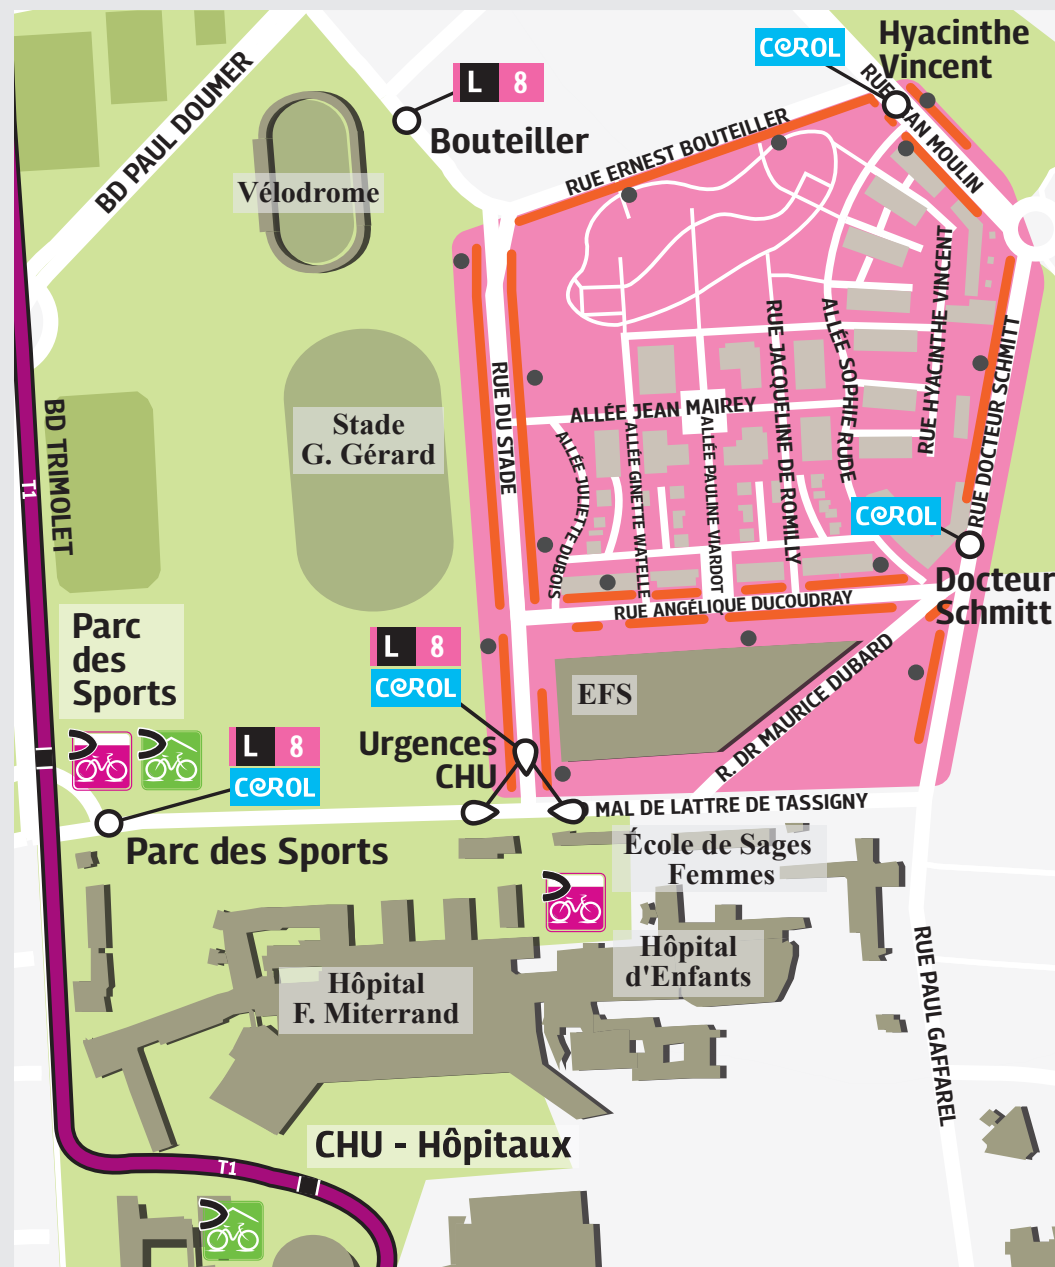 Hyacinthe
Vincent
COROL
L 8
Bouteiller
BD PAUL DOUMER
Vélodrome
RUE ERNEST BOUTEILLER
RUE JEAN MOULIN
RUE HYACINTHE VINCENT
RUE DOCTEUR SCHMITT
ALLÉE SOPHIE RUDE
RUE JACQUELINE DE ROMILLY
ALLÉE JEAN MAIREY
ALLÉE PAULINE VIARDOT
ALLÉE GINETTE WATELLE
ALLÉE JULIETTE DUBOIS
RUE DU STADE
Stade
G. Gérard
BD TRIMOLET
T1
COROL
Docteur
Schmitt
RUE ANGÉLIQUE DUCOUDRAY
Parc
des
Sports
L 8
COROL
EFS
R. DR MAURICE DUBARD
Urgences
CHU
L 8
COROL
MAL DE LATTRE DE TASSIGNY
Parc des Sports
École de Sages
Femmes
Hôpital
d'Enfants
Hôpital
F. Miterrand
RUE PAUL GAFFAREL
CHU - Hôpitaux
T1